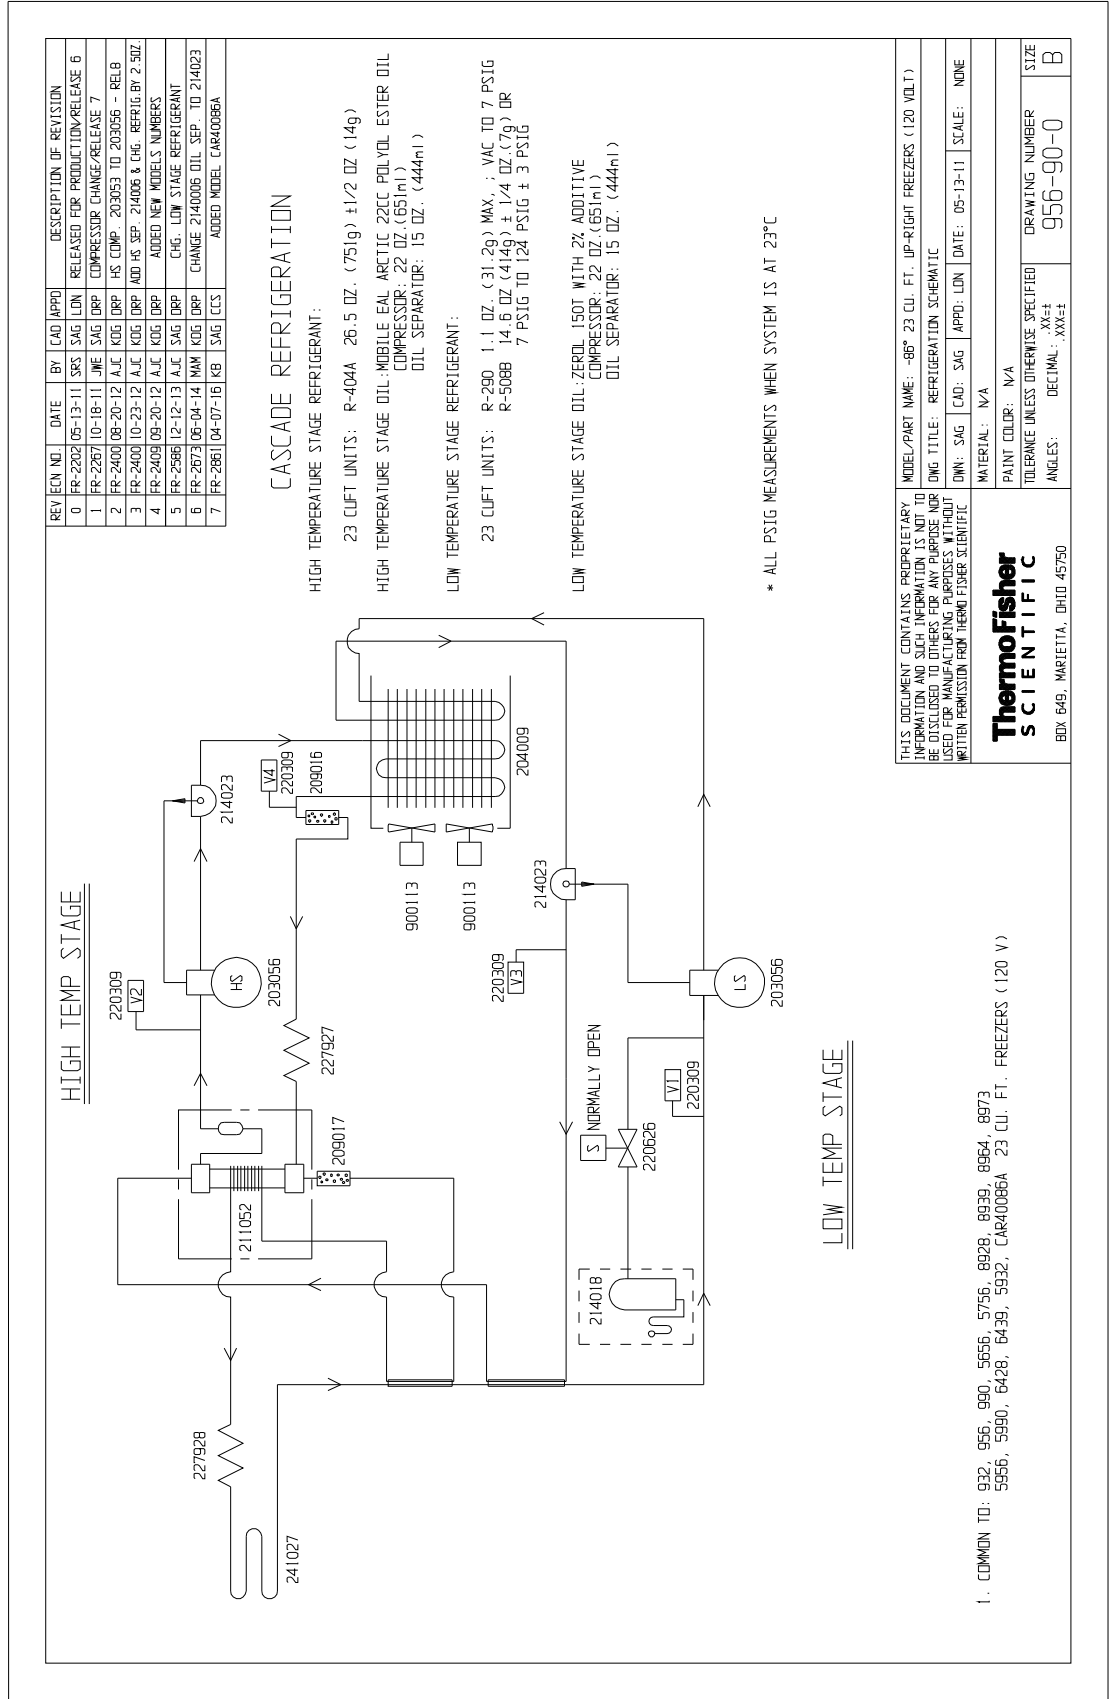 REV ECN NO. DATE BY CAD APPD DESCRIPTION OF REVISION
0 FR-2202 05-13-11 SRS SAG LDN RELEASED FOR PRODUCTION/RELEASE 6
1 FR-2267 10-18-11 JWE SAG DRP COMPRESSOR CHANGE/RELEASE 7
2 FR-2400 08-20-12 AJC KDG DRP HS COMP. 203053 TO 203056 - REL8
3 FR-2400 10-23-12 AJC KDG DRP ADD HS SEP. 214006 & CHG. REFRIG.BY 2.5OZ.
4 FR-2409 09-20-12 AJC KDG DRP ADDED NEW MODELS NUMBERS
5 FR-2586 12-12-13 AJC SAG DRP CHG. LOW STAGE REFRIGERANT
6 FR-2673 06-04-14 MAM KDG DRP CHANGE 2140006 OIL SEP. TO 214023
7 FR-2861 04-07-16 KB SAG CCS ADDED MODEL CAR40086A
CASCADE REFRIGERATION
HIGH TEMPERATURE STAGE REFRIGERANT:
23 CUFT UNITS: R-404A 26.5 OZ. (751g) ±1/2 OZ (14g)
HIGH TEMPERATURE STAGE OIL:MOBILE EAL ARCTIC 22CC POLYOL ESTER OIL
COMPRESSOR: 22 OZ.(651ml)
OIL SEPARATOR: 15 OZ. (444ml)
LOW TEMPERATURE STAGE REFRIGERANT:
23 CUFT UNITS: R-290 1.1 OZ. (31.2g) MAX, ; VAC TO 7 PSIG
R-508B 14.6 OZ (414g) ± 1/4 OZ.(7g) OR
7 PSIG TO 124 PSIG ± 3 PSIG
LOW TEMPERATURE STAGE OIL:ZEROL 150T WITH 2% ADDITIVE
COMPRESSOR: 22 OZ.(651ml)
OIL SEPARATOR: 15 OZ. (444ml)
* ALL PSIG MEASUREMENTS WHEN SYSTEM IS AT 23°C
HIGH TEMP STAGE
227928
241027
211052
209017
220309
V2
HS
203056
227927
214023
V4
220309
209016
900113
900113
204009
214018
S NORMALLY OPEN
220626
V1
220309
220309
V3
214023
LS
203056
LOW TEMP STAGE
1. COMMON TO: 932, 956, 990, 5656, 5756, 8928, 8939, 8964, 8973
5956, 5990, 6428, 6439, 5932, CAR40086A 23 CU. FT. FREEZERS (120 V)
THIS DOCUMENT CONTAINS PROPRIETARY
INFORMATION AND SUCH INFORMATION IS NOT TO
BE DISCLOSED TO OTHERS FOR ANY PURPOSE NOR
USED FOR MANUFACTURING PURPOSES WITHOUT
WRITTEN PERMISSION FROM THERMO FISHER SCIENTIFIC
ThermoFisher
SCIENTIFIC
BOX 649, MARIETTA, OHIO 45750
MODEL/PART NAME: -86° 23 CU. FT. UP-RIGHT FREEZERS (120 VOLT)
DWG TITLE: REFRIGERATION SCHEMATIC
DWN: SAG CAD: SAG APPD: LDN DATE: 05-13-11 SCALE: NONE
MATERIAL: N/A
PAINT COLOR: N/A
TOLERANCE UNLESS OTHERWISE SPECIFIED
ANGLES: DECIMAL: .XX=±
.XXX=±
DRAWING NUMBER
956-90-0
SIZE
B